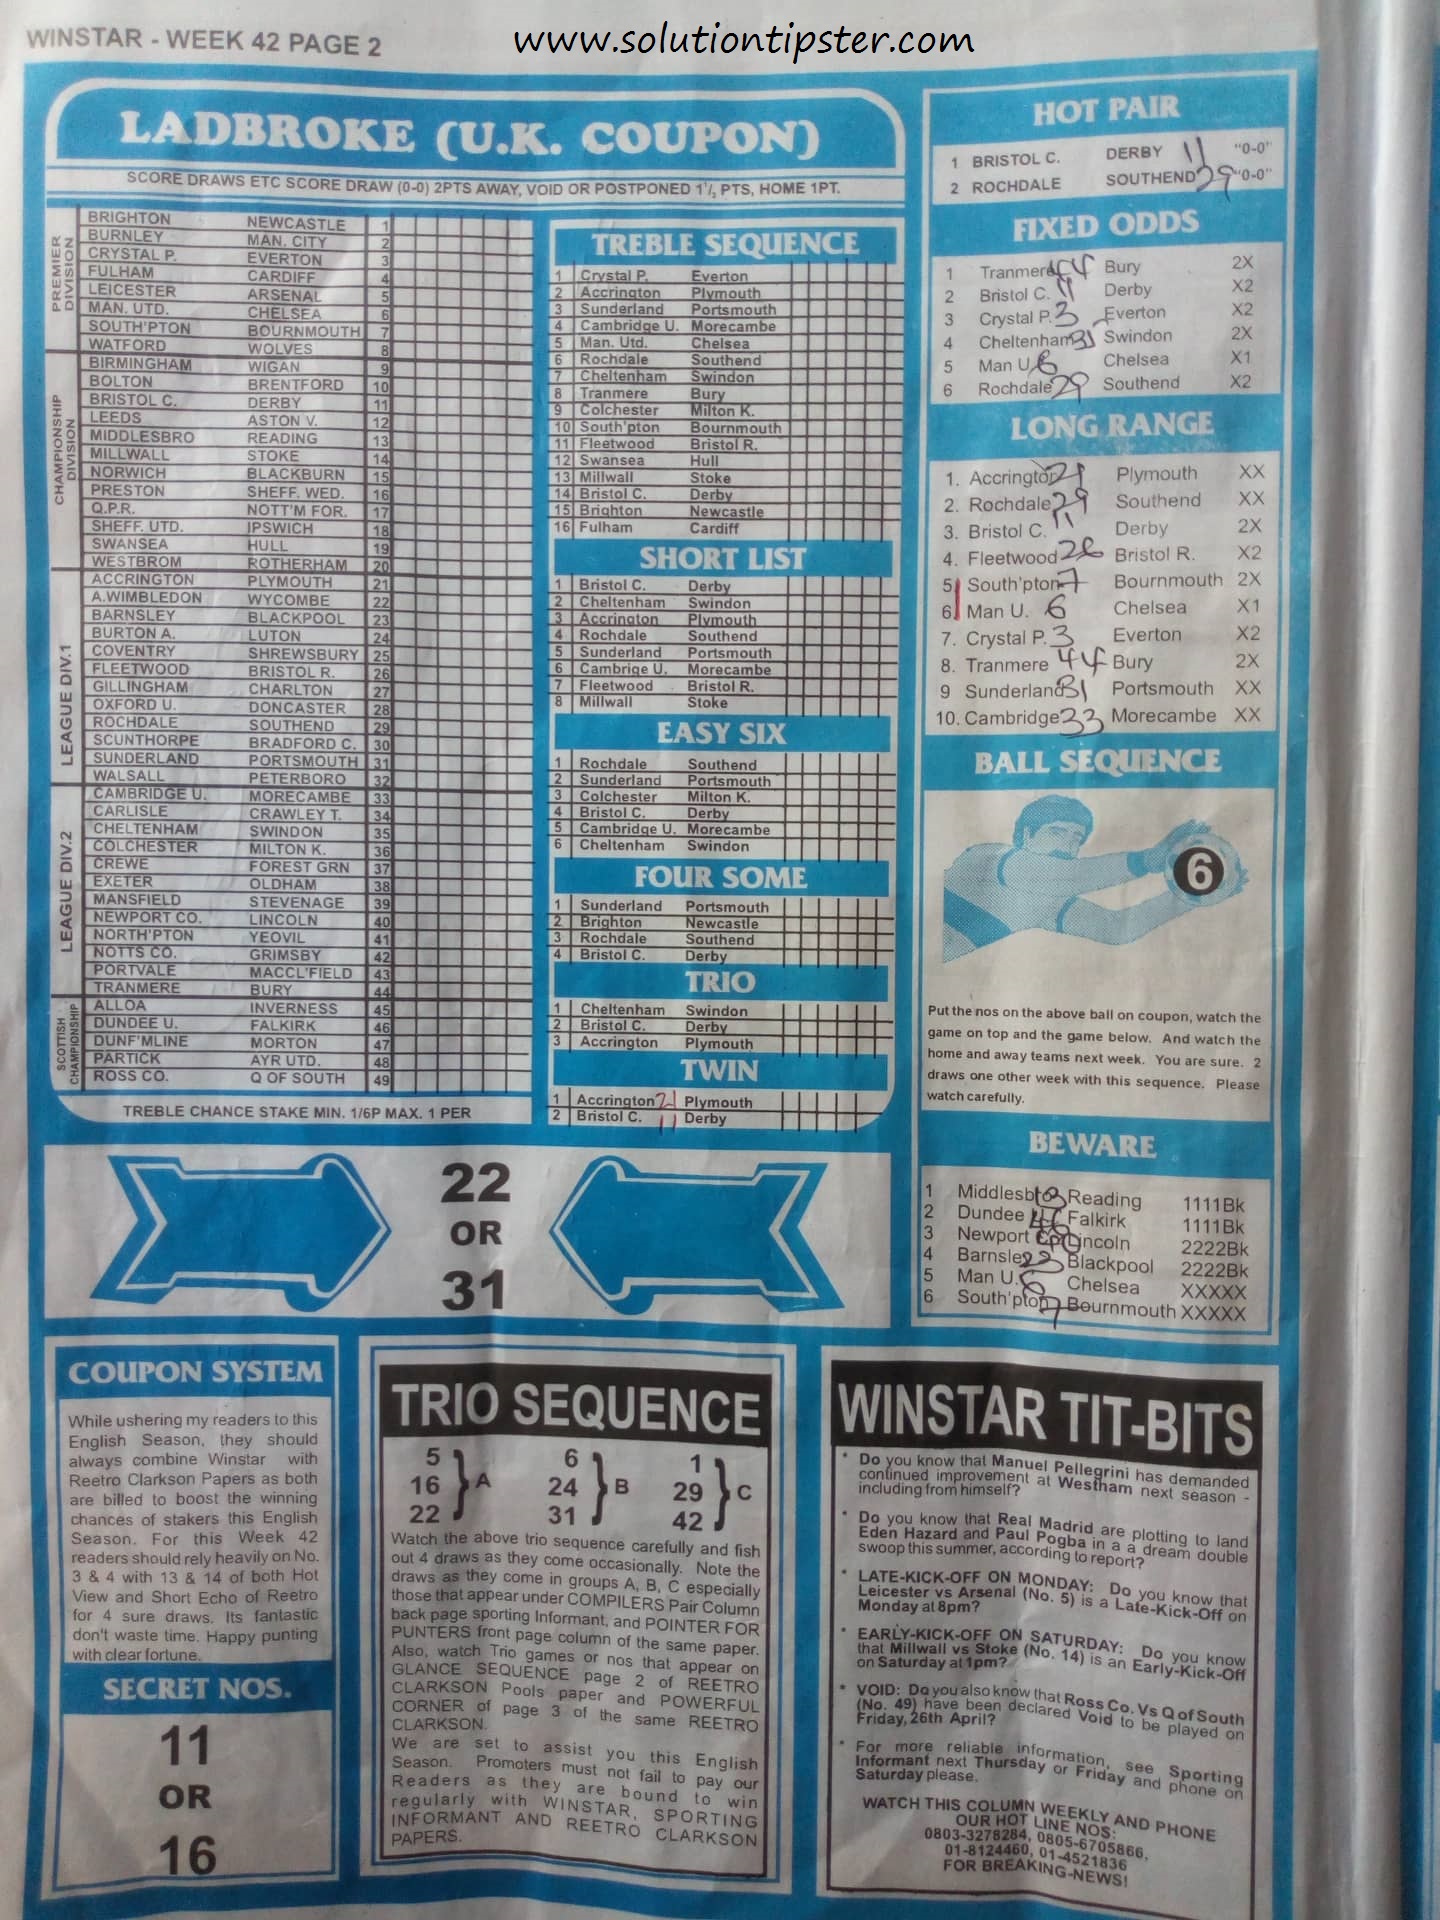 WINSTAR - WEEK 42 PAGE 2
www.solutiontipster.com
LADBROKE (U.K. COUPON)
SCORE DRAWS ETC SCORE DRAW (0-0) 2PTS AWAY, VOID OR POSTPONED 1½ PTS, HOME 1PT.
PREMIER DIVISION
BRIGHTON NEWCASTLE 1
BURNLEY MAN. CITY 2
CRYSTAL P. EVERTON 3
FULHAM CARDIFF 4
LEICESTER ARSENAL 5
MAN. UTD. CHELSEA 6
SOUTH'PTON BOURNMOUTH 7
WATFORD WOLVES 8
CHAMPIONSHIP DIVISION
BIRMINGHAM WIGAN 9
BOLTON BRENTFORD 10
BRISTOL C. DERBY 11
LEEDS ASTON V. 12
MIDDLESBRO READING 13
MILLWALL STOKE 14
NORWICH BLACKBURN 15
PRESTON SHEFF. WED. 16
Q.P.R. NOTT'M FOR. 17
SHEFF. UTD. IPSWICH 18
SWANSEA HULL 19
WESTBROM ROTHERHAM 20
LEAGUE DIV.1
ACCRINGTON PLYMOUTH 21
A.WIMBLEDON WYCOMBE 22
BARNSLEY BLACKPOOL 23
BURTON A. LUTON 24
COVENTRY SHREWSBURY 25
FLEETWOOD BRISTOL R. 26
GILLINGHAM CHARLTON 27
OXFORD U. DONCASTER 28
ROCHDALE SOUTHEND 29
SCUNTHORPE BRADFORD C. 30
SUNDERLAND PORTSMOUTH 31
WALSALL PETERBORO 32
LEAGUE DIV.2
CAMBRIDGE U. MORECAMBE 33
CARLISLE CRAWLEY T. 34
CHELTENHAM SWINDON 35
COLCHESTER MILTON K. 36
CREWE FOREST GRN 37
EXETER OLDHAM 38
MANSFIELD STEVENAGE 39
NEWPORT CO. LINCOLN 40
NORTH'PTON YEOVIL 41
NOTTS CO. GRIMSBY 42
PORTVALE MACCL'FIELD 43
TRANMERE BURY 44
SCOTTISH CHAMPIONSHIP
ALLOA INVERNESS 45
DUNDEE U. FALKIRK 46
DUNF'MLINE MORTON 47
PARTICK AYR UTD. 48
ROSS CO. Q OF SOUTH 49
TREBLE CHANCE STAKE MIN. 1/6P MAX. 1 PER
TREBLE SEQUENCE
1 Crystal P. Everton
2 Accrington Plymouth
3 Sunderland Portsmouth
4 Cambridge U. Morecambe
5 Man. Utd. Chelsea
6 Rochdale Southend
7 Cheltenham Swindon
8 Tranmere Bury
9 Colchester Milton K.
10 South'pton Bournmouth
11 Fleetwood Bristol R.
12 Swansea Hull
13 Millwall Stoke
14 Bristol C. Derby
15 Brighton Newcastle
16 Fulham Cardiff
SHORT LIST
1 Bristol C. Derby
2 Cheltenham Swindon
3 Accrington Plymouth
4 Rochdale Southend
5 Sunderland Portsmouth
6 Cambrige U. Morecambe
7 Fleetwood Bristol R.
8 Millwall Stoke
EASY SIX
1 Rochdale Southend
2 Sunderland Portsmouth
3 Colchester Milton K.
4 Bristol C. Derby
5 Cambridge U. Morecambe
6 Cheltenham Swindon
FOUR SOME
1 Sunderland Portsmouth
2 Brighton Newcastle
3 Rochdale Southend
4 Bristol C. Derby
TRIO
1 Cheltenham Swindon
2 Bristol C. Derby
3 Accrington Plymouth
TWIN
1 Accrington 21 Plymouth
2 Bristol C. 11 Derby
HOT PAIR
1 BRISTOL C. DERBY 11 "0-0"
2 ROCHDALE SOUTHEND 29 "0-0"
FIXED ODDS
1 Tranmere 44 Bury 2X
2 Bristol C. 11 Derby X2
3 Crystal P. 3 Everton X2
4 Cheltenham 35 Swindon 2X
5 Man U. 6 Chelsea X1
6 Rochdale 29 Southend X2
LONG RANGE
1. Accrington 21 Plymouth XX
2. Rochdale 29 Southend XX
3. Bristol C. 11 Derby 2X
4. Fleetwood 26 Bristol R. X2
5. South'pton 7 Bournmouth 2X
6. Man U. 6 Chelsea X1
7. Crystal P. 3 Everton X2
8. Tranmere 44 Bury 2X
9 Sunderland 31 Portsmouth XX
10. Cambridge 33 Morecambe XX
BALL SEQUENCE
6
Put the nos on the above ball on coupon, watch the
game on top and the game below. And watch the
home and away teams next week. You are sure. 2
draws one other week with this sequence. Please
watch carefully.
BEWARE
1 Middlesbro 13 Reading 1111Bk
2 Dundee 46 Falkirk 1111Bk
3 Newport Lincoln 2222Bk
4 Barnsley 23 Blackpool 2222Bk
5 Man U. 6 Chelsea XXXXX
6 South'pton 7 Bournmouth XXXXX
22
OR
31
COUPON SYSTEM
While ushering my readers to this
English Season, they should
always combine Winstar with
Reetro Clarkson Papers as both
are billed to boost the winning
chances of stakers this English
Season. For this Week 42
readers should rely heavily on No.
3 & 4 with 13 & 14 of both Hot
View and Short Echo of Reetro
for 4 sure draws. Its fantastic
don't waste time. Happy punting
with clear fortune.
SECRET NOS.
11
OR
16
TRIO SEQUENCE
5 6 1
16 A 24 B 29 C
22 31 42
Watch the above trio sequence carefully and fish
out 4 draws as they come occasionally. Note the
draws as they come in groups A, B, C especially
those that appear under COMPILERS Pair Column
back page sporting Informant, and POINTER FOR
PUNTERS front page column of the same paper.
Also, watch Trio games or nos that appear on
GLANCE SEQUENCE page 2 of REETRO
CLARKSON Pools paper and POWERFUL
CORNER of page 3 of the same REETRO
CLARKSON.
We are set to assist you this English
Season. Promoters must not fail to pay our
Readers as they are bound to win
regularly with WINSTAR, SPORTING
INFORMANT AND REETRO CLARKSON
PAPERS.
WINSTAR TIT-BITS
* Do you know that Manuel Pellegrini has demanded
continued improvement at Westham next season -
including from himself?
* Do you know that Real Madrid are plotting to land
Eden Hazard and Paul Pogba in a a dream double
swoop this summer, according to report?
* LATE-KICK-OFF ON MONDAY: Do you know that
Leicester vs Arsenal (No. 5) is a Late-Kick-Off on
Monday at 8pm?
* EARLY-KICK-OFF ON SATURDAY: Do you know
that Millwall vs Stoke (No. 14) is an Early-Kick-Off
on Saturday at 1pm?
* VOID: Do you also know that Ross Co. Vs Q of South
(No. 49) have been declared Void to be played on
Friday, 26th April?
* For more reliable information, see Sporting
Informant next Thursday or Friday and phone on
Saturday please.
WATCH THIS COLUMN WEEKLY AND PHONE
OUR HOT LINE NOS:
0803-3278284, 0805-6705866,
01-8124460, 01-4521836
FOR BREAKING-NEWS!